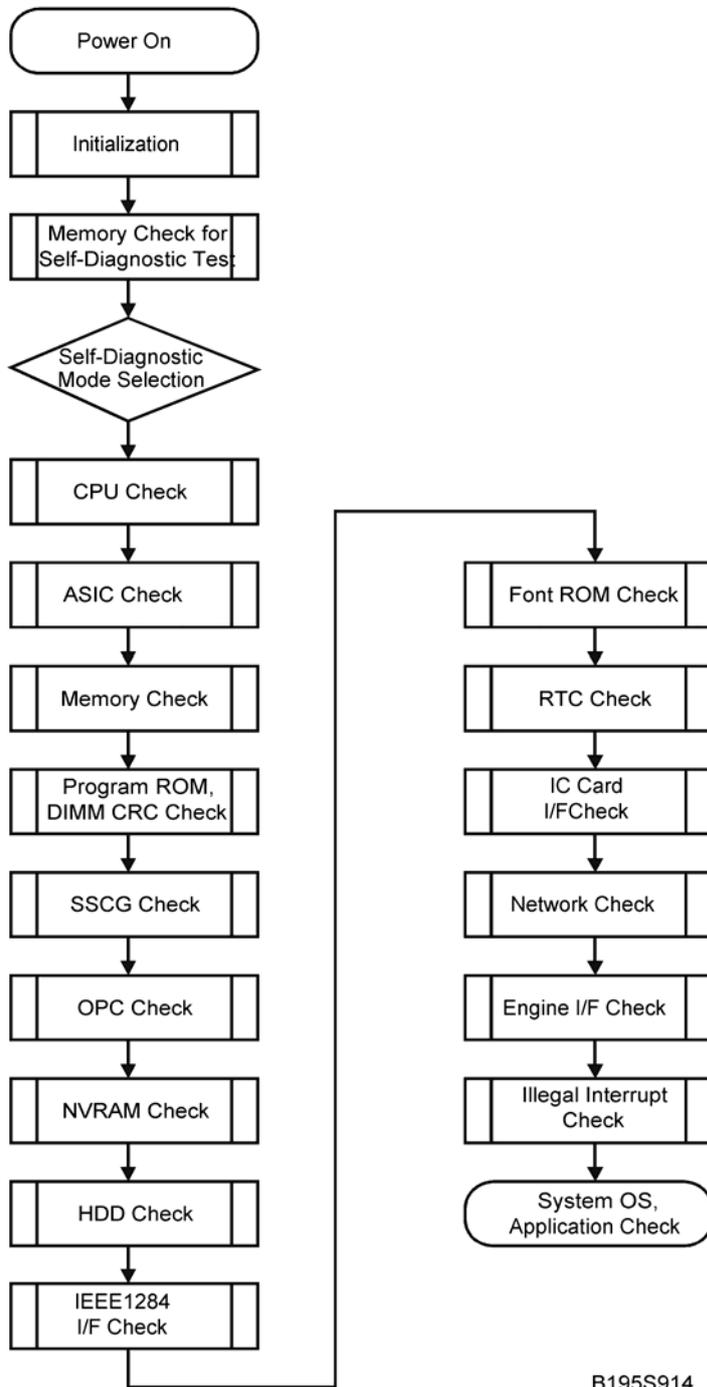 Power On
Initialization
Memory Check for
Self-Diagnostic Test
Self-Diagnostic
Mode Selection
CPU Check
ASIC Check
Memory Check
Program ROM,
DIMM CRC Check
SSCG Check
OPC Check
NVRAM Check
HDD Check
IEEE1284
I/F Check
Font ROM Check
RTC Check
IC Card
I/FCheck
Network Check
Engine I/F Check
Illegal Interrupt
Check
System OS,
Application Check
B195S914